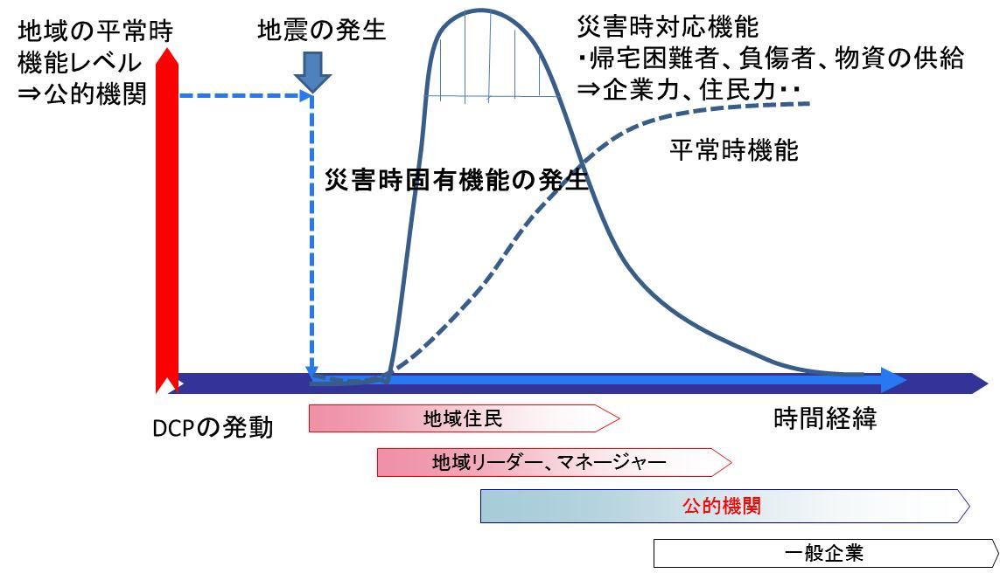 地域の平常時
機能レベル
⇒公的機関
地震の発生
災害時対応機能
・帰宅困難者、負傷者、物資の供給
⇒企業力、住民力・・
平常時機能
災害時固有機能の発生
DCPの発動
時間経緯
地域住民
地域リーダー、マネージャー
公的機関
一般企業